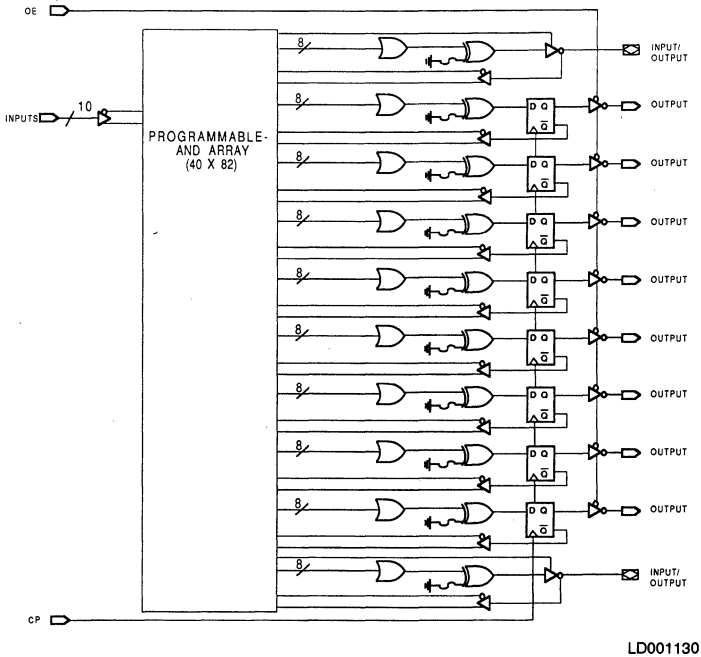 OE
8 INPUT/
OUTPUT
INPUTS 10
8 D Q Q OUTPUT
PROGRAMMABLE-
AND ARRAY
(40 X 82)
8 D Q Q OUTPUT
8 D Q Q OUTPUT
8 D Q Q OUTPUT
8 D Q Q OUTPUT
8 D Q Q OUTPUT
8 D Q Q OUTPUT
8 D Q Q OUTPUT
8 INPUT/
OUTPUT
CP
LD001130